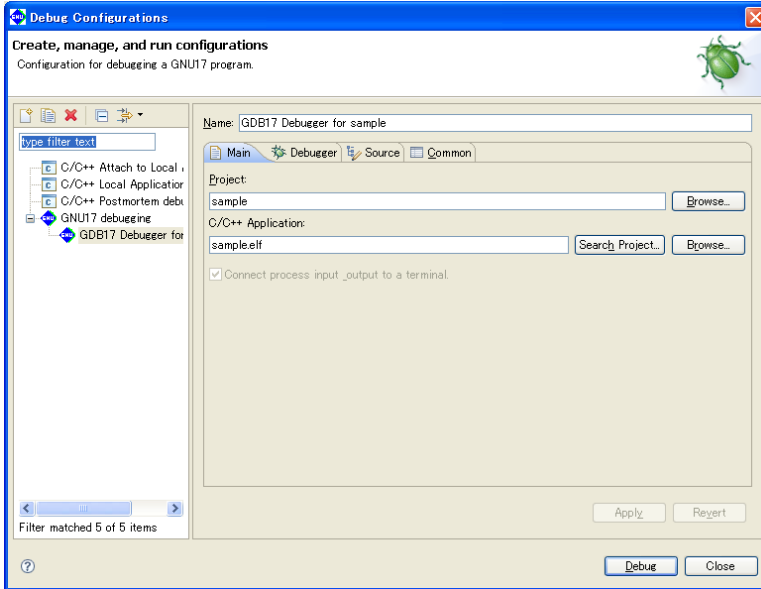 Debug Configurations
Create, manage, and run configurations
Configuration for debugging a GNU17 program.
type filter text
C/C++ Attach to Local
C/C++ Local Application
C/C++ Postmortem debu
GNU17 debugging
GDB17 Debugger for
Filter matched 5 of 5 items
Name: GDB17 Debugger for sample
Main Debugger Source Common
Project:
sample Browse...
C/C++ Application:
sample.elf Search Project... Browse...
Connect process input _output to a terminal.
Apply Revert
Debug Close